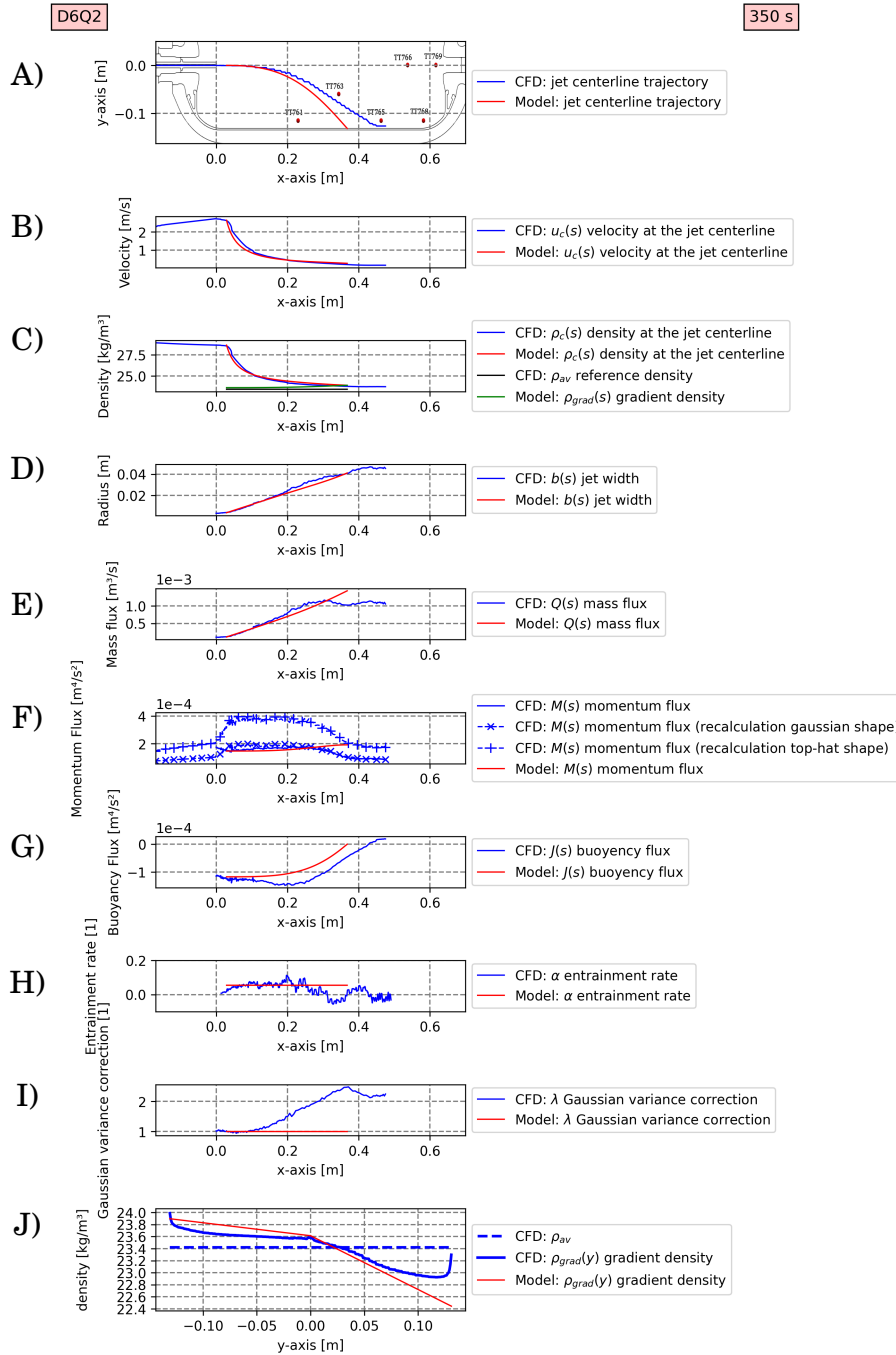 D6Q2
350 s
A)
y-axis [m]
0.0
−0.1
TT766
TT769
TT763
TT761
TT765
TT768
0.0 0.2 0.4 0.6
x-axis [m]
CFD: jet centerline trajectory
Model: jet centerline trajectory
B)
Velocity [m/s]
2
1
0.0 0.2 0.4 0.6
x-axis [m]
CFD: u_c(s) velocity at the jet centerline
Model: u_c(s) velocity at the jet centerline
C)
Density [kg/m³]
27.5
25.0
0.0 0.2 0.4 0.6
x-axis [m]
CFD: ρ_c(s) density at the jet centerline
Model: ρ_c(s) density at the jet centerline
CFD: ρ_av reference density
Model: ρ_grad(s) gradient density
D)
Radius [m]
0.04
0.02
0.0 0.2 0.4 0.6
x-axis [m]
CFD: b(s) jet width
Model: b(s) jet width
E)
Mass flux [m³/s]
1e−3
1.0
0.5
0.0 0.2 0.4 0.6
x-axis [m]
CFD: Q(s) mass flux
Model: Q(s) mass flux
F)
Momentum Flux [m⁴/s²]
1e−4
4
2
0.0 0.2 0.4 0.6
x-axis [m]
CFD: M(s) momentum flux
CFD: M(s) momentum flux (recalculation gaussian shape)
CFD: M(s) momentum flux (recalculation top-hat shape)
Model: M(s) momentum flux
G)
Buoyancy Flux [m⁴/s²]
1e−4
0
−1
0.0 0.2 0.4 0.6
x-axis [m]
CFD: J(s) buoyency flux
Model: J(s) buoyency flux
H)
Entrainment rate [1]
0.2
0.0
0.0 0.2 0.4 0.6
x-axis [m]
CFD: α entrainment rate
Model: α entrainment rate
I)
Gaussian variance correction [1]
2
1
0.0 0.2 0.4 0.6
x-axis [m]
CFD: λ Gaussian variance correction
Model: λ Gaussian variance correction
J)
density [kg/m³]
24.0
23.8
23.6
23.4
23.2
23.0
22.8
22.6
22.4
−0.10 −0.05 0.00 0.05 0.10
y-axis [m]
CFD: ρ_av
CFD: ρ_grad(y) gradient density
Model: ρ_grad(y) gradient density